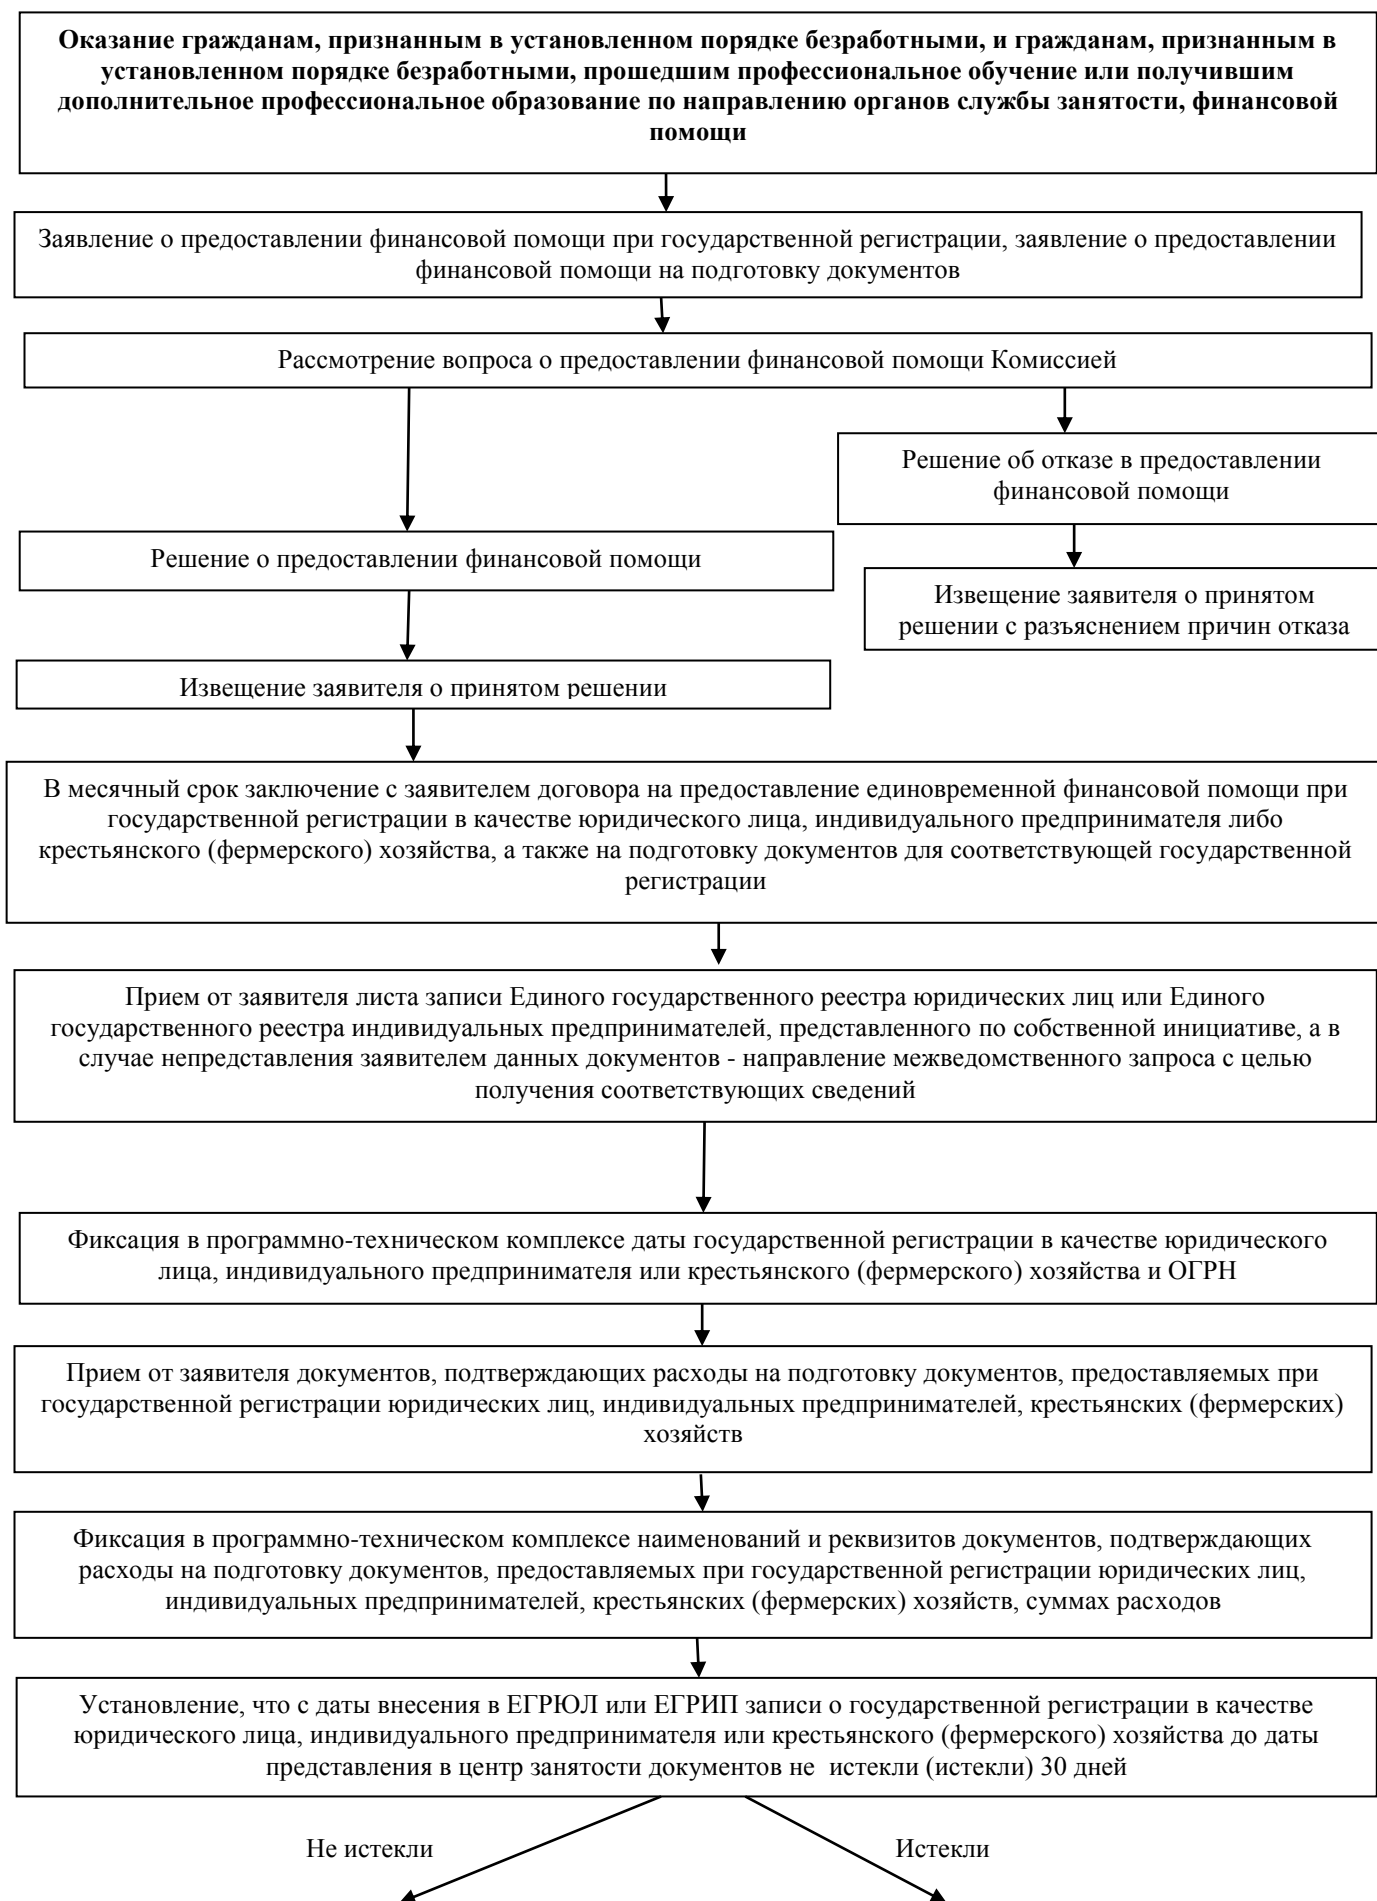 Оказание гражданам, признанным в установленном порядке безработными, и гражданам, признанным в
установленном порядке безработными, прошедшим профессиональное обучение или получившим
дополнительное профессиональное образование по направлению органов службы занятости, финансовой
помощи
Заявление о предоставлении финансовой помощи при государственной регистрации, заявление о предоставлении
финансовой помощи на подготовку документов
Рассмотрение вопроса о предоставлении финансовой помощи Комиссией
Решение об отказе в предоставлении
финансовой помощи
Решение о предоставлении финансовой помощи
Извещение заявителя о принятом
решении с разъяснением причин отказа
Извещение заявителя о принятом решении
В месячный срок заключение с заявителем договора на предоставление единовременной финансовой помощи при
государственной регистрации в качестве юридического лица, индивидуального предпринимателя либо
крестьянского (фермерского) хозяйства, а также на подготовку документов для соответствующей государственной
регистрации
Прием от заявителя листа записи Единого государственного реестра юридических лиц или Единого
государственного реестра индивидуальных предпринимателей, представленного по собственной инициативе, а в
случае непредставления заявителем данных документов - направление межведомственного запроса с целью
получения соответствующих сведений
Фиксация в программно-техническом комплексе даты государственной регистрации в качестве юридического
лица, индивидуального предпринимателя или крестьянского (фермерского) хозяйства и ОГРН
Прием от заявителя документов, подтверждающих расходы на подготовку документов, предоставляемых при
государственной регистрации юридических лиц, индивидуальных предпринимателей, крестьянских (фермерских)
хозяйств
Фиксация в программно-техническом комплексе наименований и реквизитов документов, подтверждающих
расходы на подготовку документов, предоставляемых при государственной регистрации юридических лиц,
индивидуальных предпринимателей, крестьянских (фермерских) хозяйств, суммах расходов
Установление, что с даты внесения в ЕГРЮЛ или ЕГРИП записи о государственной регистрации в качестве
юридического лица, индивидуального предпринимателя или крестьянского (фермерского) хозяйства до даты
представления в центр занятости документов не  истекли (истекли) 30 дней
Не истекли
Истекли